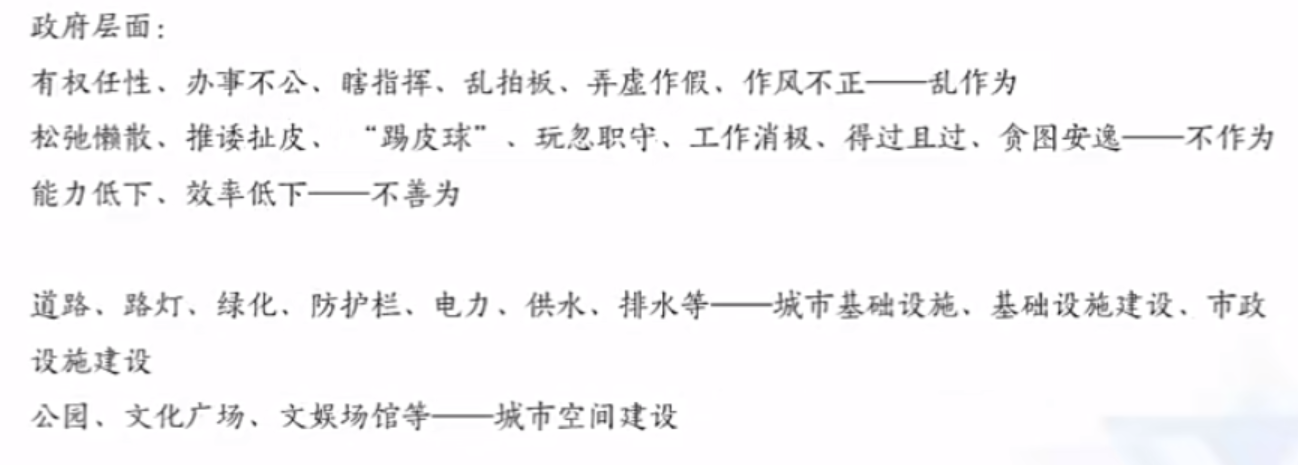 政府层面：
有权任性、办事不公、瞎指挥、乱拍板、弄虚作假、作风不正——乱作为
松弛懒散、推诿扯皮、“踢皮球”、玩忽职守、工作消极、得过且过、贪图安逸——不作为
能力低下、效率低下——不善为
道路、路灯、绿化、防护栏、电力、供水、排水等——城市基础设施、基础设施建设、市政
设施建设
公园、文化广场、文娱场馆等——城市空间建设